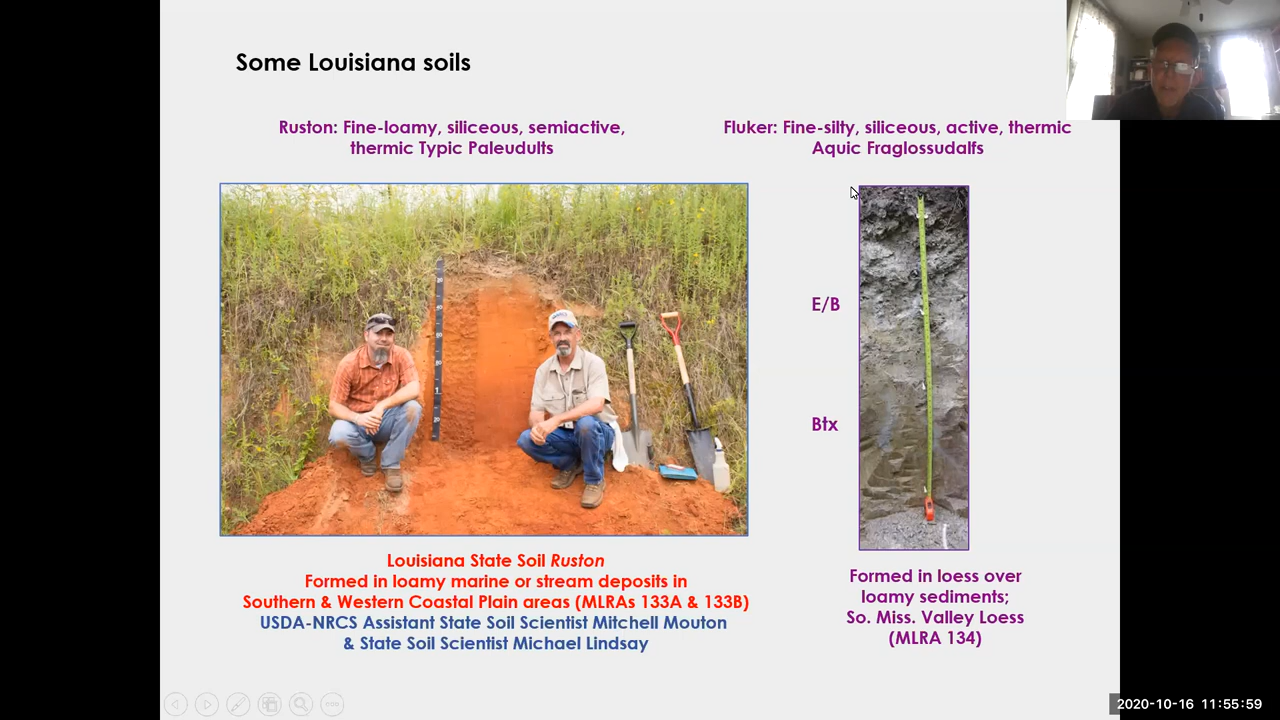 Some Louisiana soils
Ruston: Fine-loamy, siliceous, semiactive,
thermic Typic Paleudults
Fluker: Fine-silty, siliceous, active, thermic
Aquic Fraglossudalfs
E/B
Btx
Louisiana State Soil Ruston
Formed in loamy marine or stream deposits in
Southern & Western Coastal Plain areas (MLRAs 133A & 133B)
USDA-NRCS Assistant State Soil Scientist Mitchell Mouton
& State Soil Scientist Michael Lindsay
Formed in loess over
loamy sediments;
So. Miss. Valley Loess
(MLRA 134)
2020-10-16 11:55:59